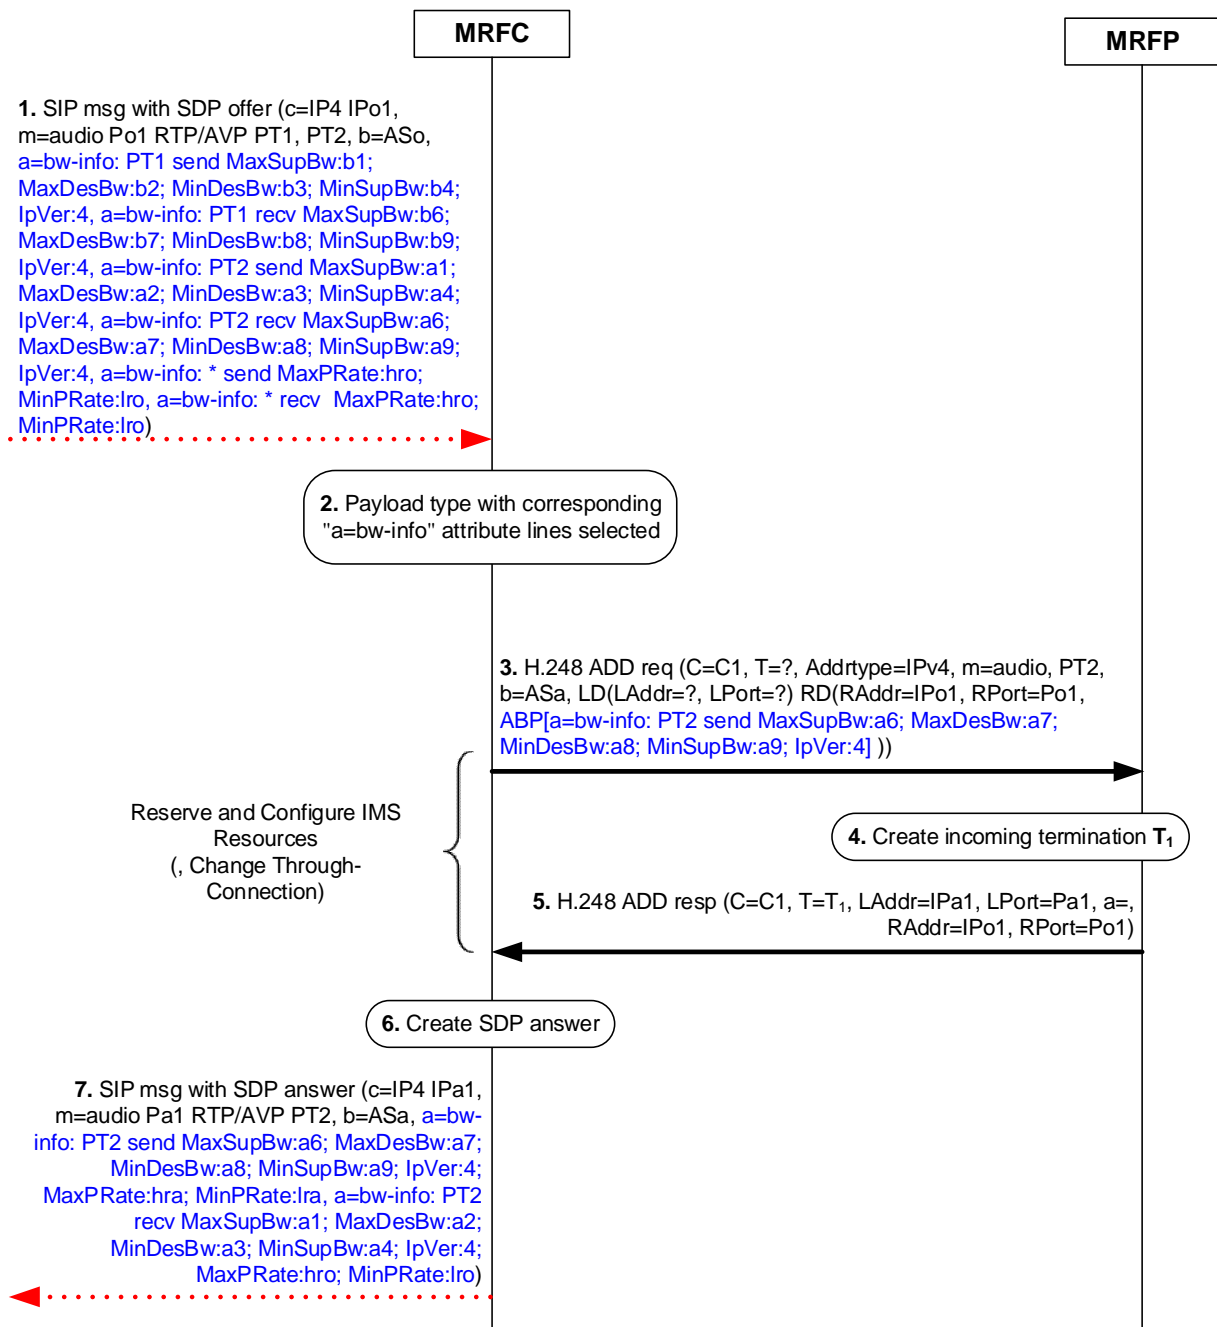 MRFC
MRFP
1. SIP msg with SDP offer (c=IP4 IPo1,
m=audio Po1 RTP/AVP PT1, PT2, b=ASo,
a=bw-info: PT1 send MaxSupBw:b1;
MaxDesBw:b2; MinDesBw:b3; MinSupBw:b4;
IpVer:4, a=bw-info: PT1 recv MaxSupBw:b6;
MaxDesBw:b7; MinDesBw:b8; MinSupBw:b9;
IpVer:4, a=bw-info: PT2 send MaxSupBw:a1;
MaxDesBw:a2; MinDesBw:a3; MinSupBw:a4;
IpVer:4, a=bw-info: PT2 recv MaxSupBw:a6;
MaxDesBw:a7; MinDesBw:a8; MinSupBw:a9;
IpVer:4, a=bw-info: * send MaxPRate:hro;
MinPRate:lro, a=bw-info: * recv MaxPRate:hro;
MinPRate:lro)
2. Payload type with corresponding
"a=bw-info" attribute lines selected
3. H.248 ADD req (C=C1, T=?, Addrtype=IPv4, m=audio, PT2,
b=ASa, LD(LAddr=?, LPort=?) RD(RAddr=IPo1, RPort=Po1,
ABP[a=bw-info: PT2 send MaxSupBw:a6; MaxDesBw:a7;
MinDesBw:a8; MinSupBw:a9; IpVer:4] ))
Reserve and Configure IMS
Resources
(, Change Through-
Connection)
4. Create incoming termination T₁
5. H.248 ADD resp (C=C1, T=T₁, LAddr=IPa1, LPort=Pa1, a=,
RAddr=IPo1, RPort=Po1)
6. Create SDP answer
7. SIP msg with SDP answer (c=IP4 IPa1,
m=audio Pa1 RTP/AVP PT2, b=ASa, a=bw-
info: PT2 send MaxSupBw:a6; MaxDesBw:a7;
MinDesBw:a8; MinSupBw:a9; IpVer:4;
MaxPRate:hra; MinPRate:lra, a=bw-info: PT2
recv MaxSupBw:a1; MaxDesBw:a2;
MinDesBw:a3; MinSupBw:a4; IpVer:4;
MaxPRate:hro; MinPRate:lro)